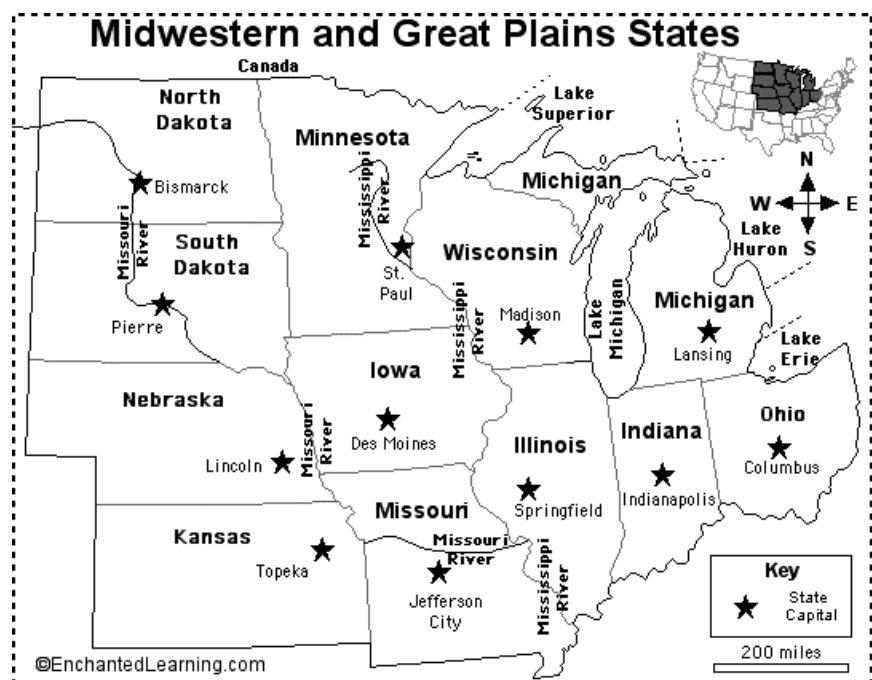 Midwestern and Great Plains States
Canada
North
Dakota
Minnesota
Lake
Superior
Michigan
N
W
E
S
Bismarck
Missouri
River
South
Dakota
Pierre
Mississippi
River
St.
Paul
Wisconsin
Madison
Mississippi
River
Lake
Michigan
Lake
Huron
Michigan
Lansing
Lake
Erie
Nebraska
Lincoln
Missouri
River
Iowa
Des Moines
Illinois
Springfield
Indiana
Indianapolis
Ohio
Columbus
Kansas
Topeka
Missouri
Missouri
River
Jefferson
City
Mississippi
River
Key
State
Capital
200 miles
©EnchantedLearning.com